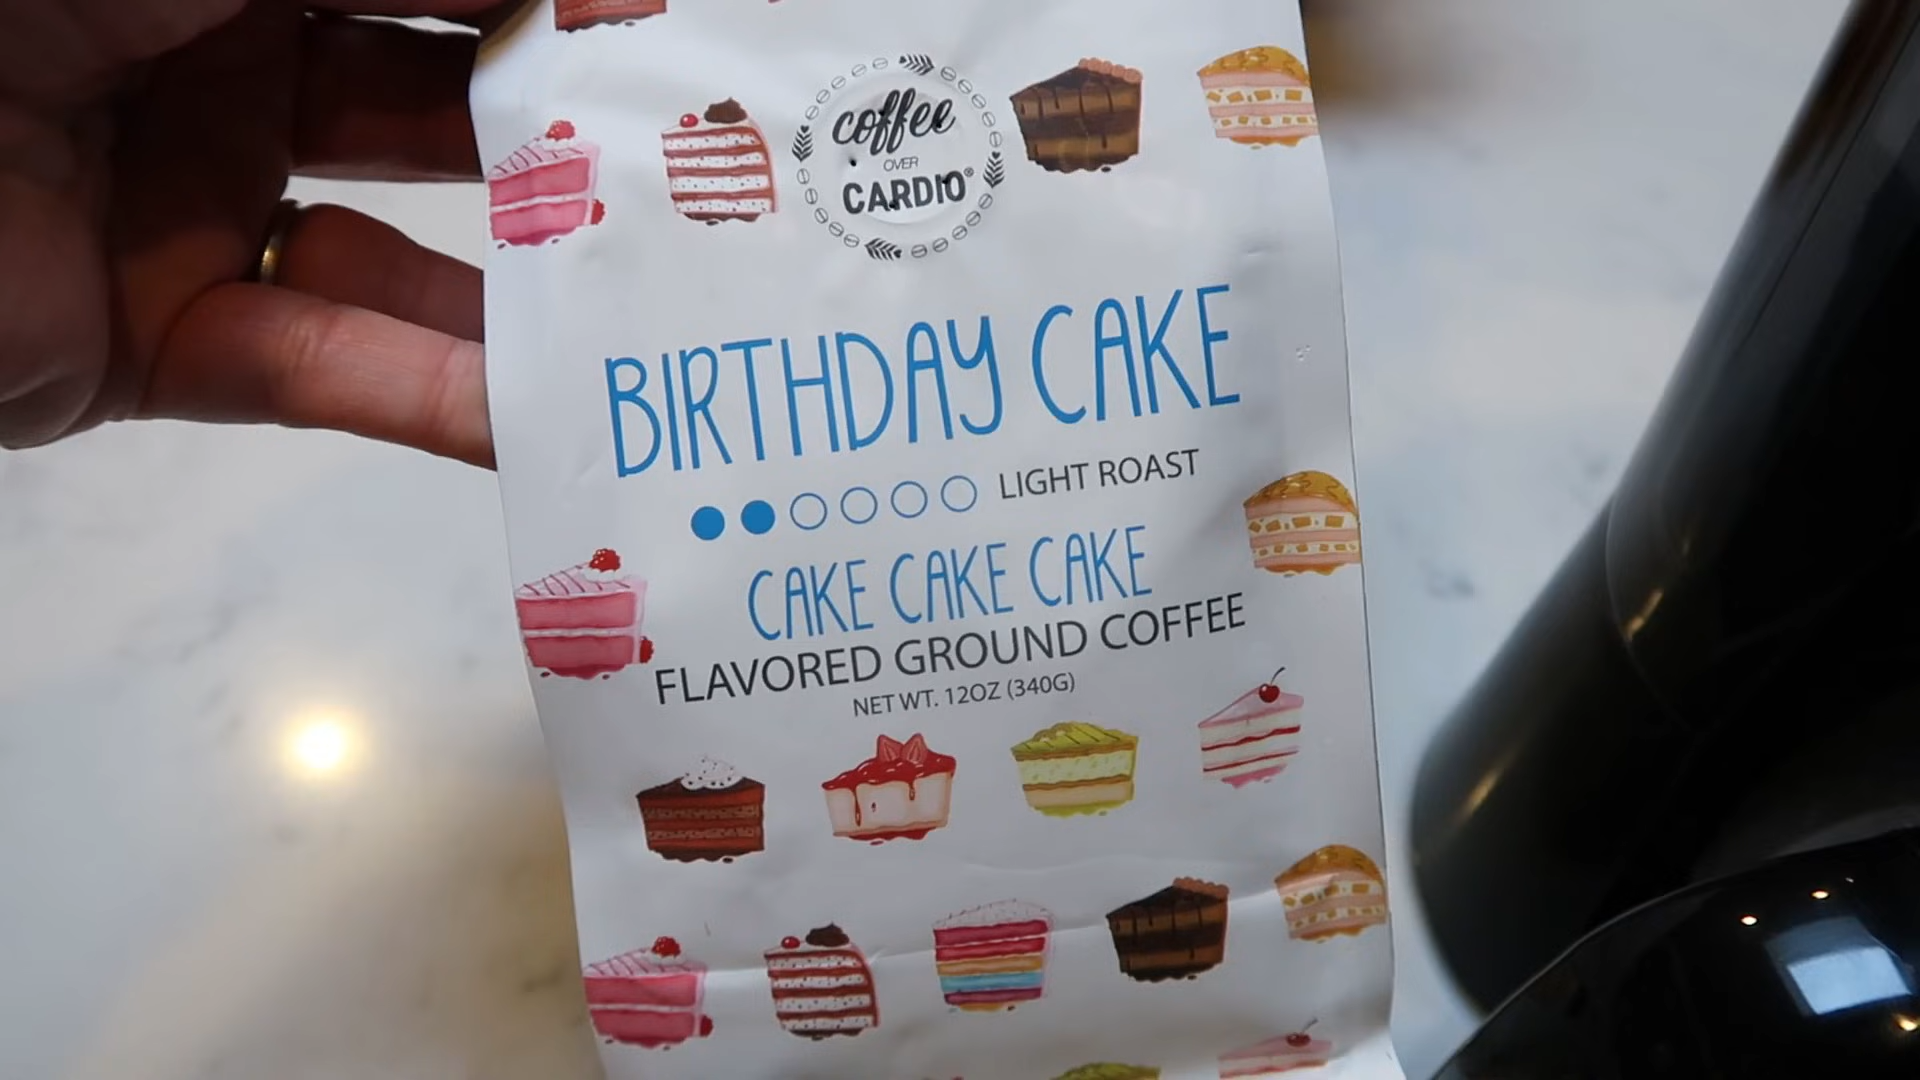 coffee
OVER
CARDIO®
BIRTHDAY CAKE
LIGHT ROAST
CAKE CAKE CAKE
FLAVORED GROUND COFFEE
NET WT. 12OZ (340G)